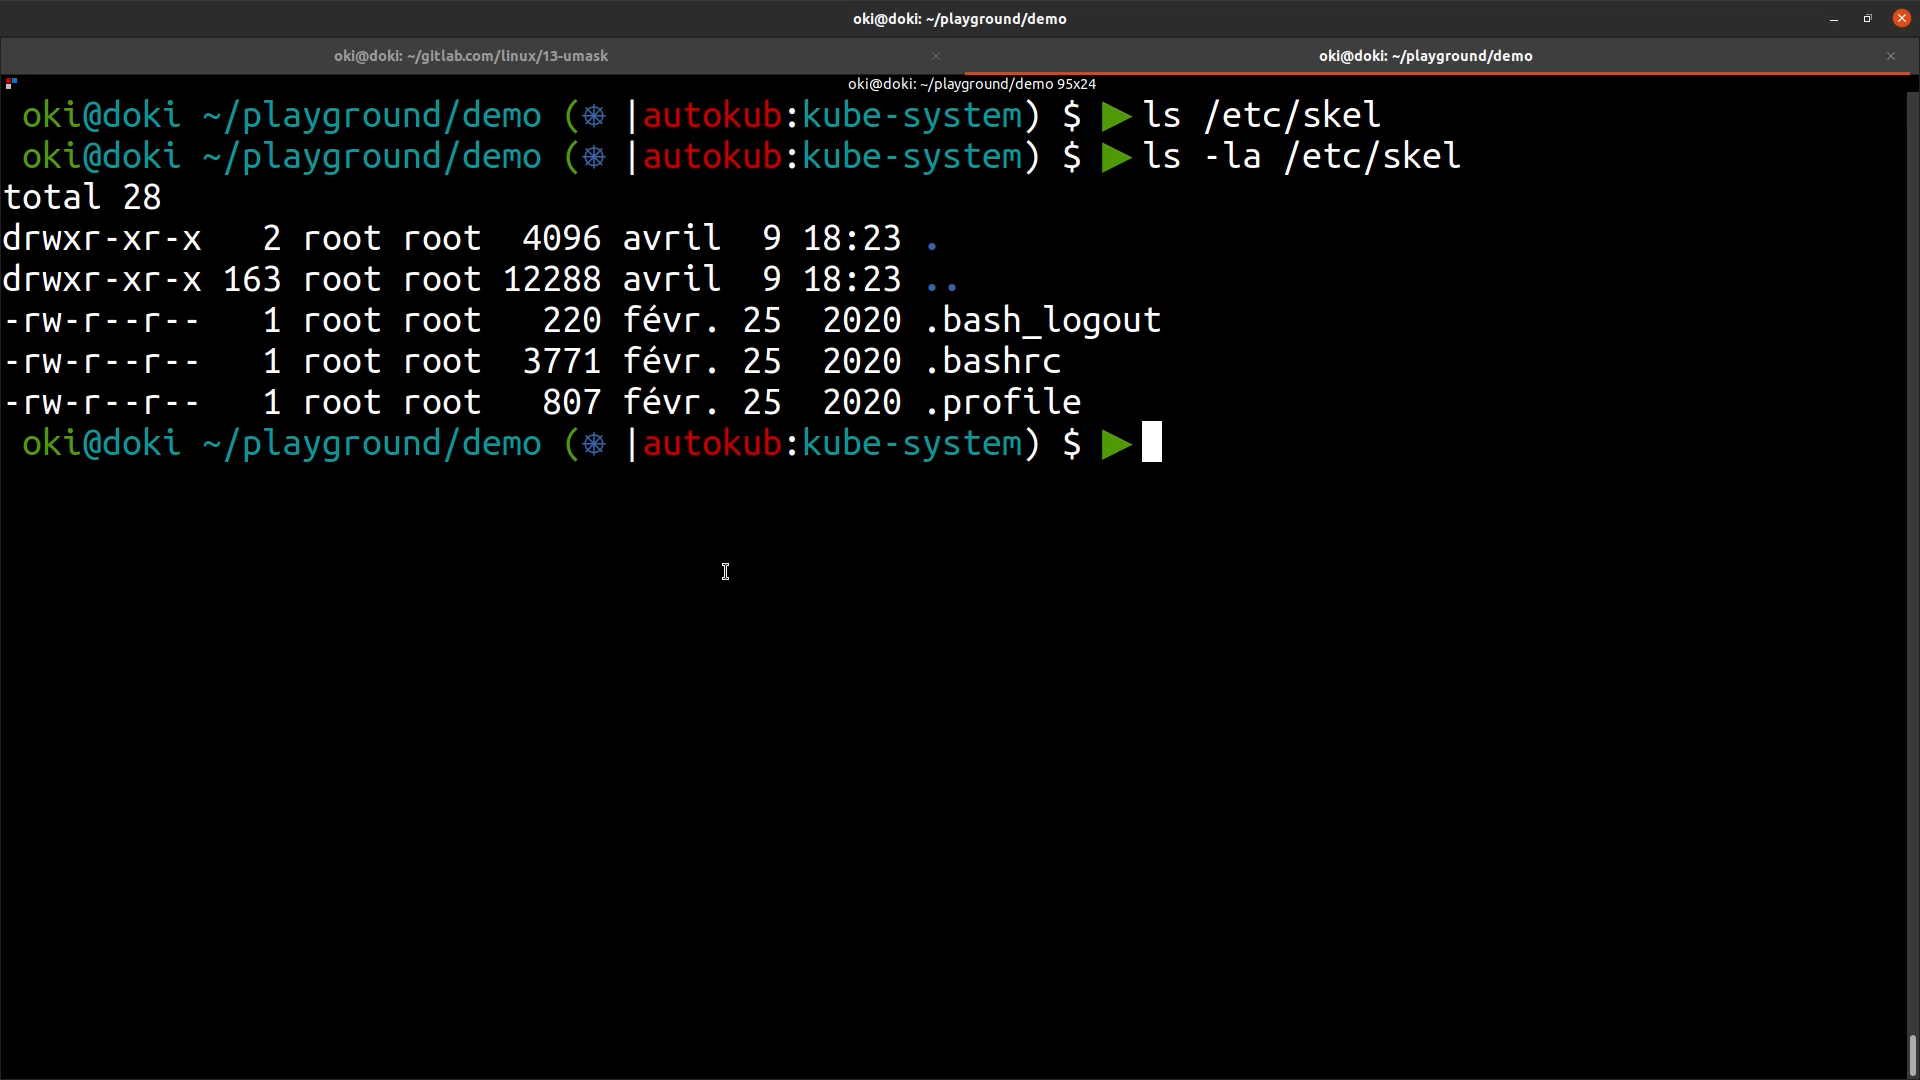 oki@doki: ~/playground/demo
oki@doki: ~/gitlab.com/linux/13-umask
oki@doki: ~/playground/demo
oki@doki: ~/playground/demo 95x24
oki@doki ~/playground/demo (⎈ |autokub:kube-system) $ ▶ls /etc/skel
oki@doki ~/playground/demo (⎈ |autokub:kube-system) $ ▶ls -la /etc/skel
total 28
drwxr-xr-x   2 root root  4096 avril  9 18:23 .
drwxr-xr-x 163 root root 12288 avril  9 18:23 ..
-rw-r--r--   1 root root   220 févr. 25  2020 .bash_logout
-rw-r--r--   1 root root  3771 févr. 25  2020 .bashrc
-rw-r--r--   1 root root   807 févr. 25  2020 .profile
oki@doki ~/playground/demo (⎈ |autokub:kube-system) $ ▶